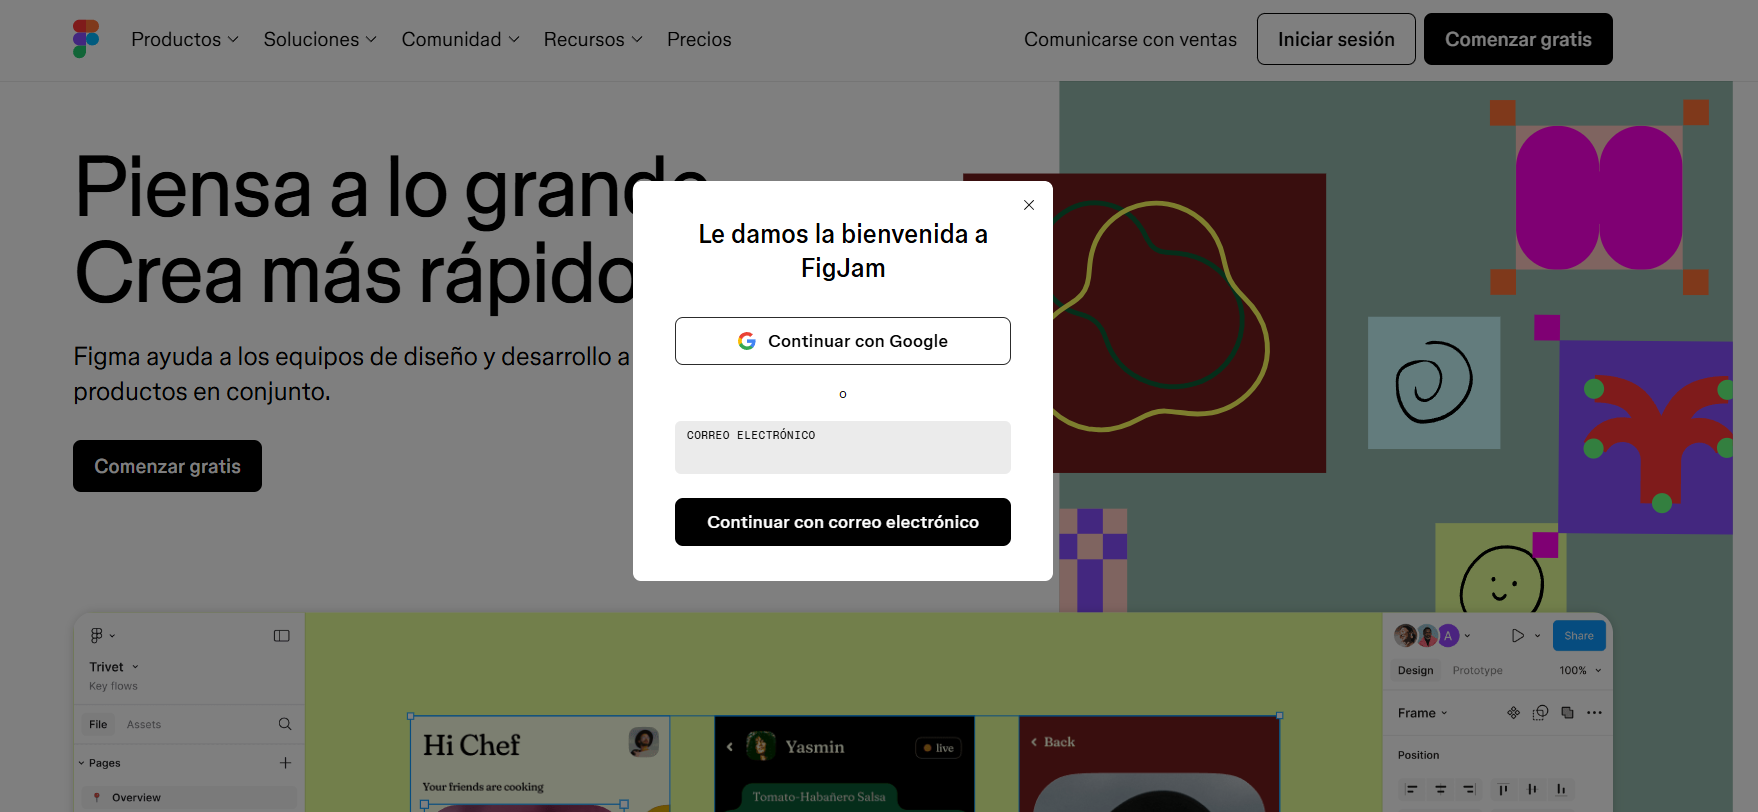 Productos
Soluciones
Comunidad
Recursos
Precios
Comunicarse con ventas
Iniciar sesión
Comenzar gratis
Piensa a lo grande
Crea más rápido
Figma ayuda a los equipos de diseño y desarrollo a
productos en conjunto.
Comenzar gratis
Le damos la bienvenida a
FigJam
Continuar con Google
o
CORREO ELECTRÓNICO
Continuar con correo electrónico
Trivet
Key flows
File
Assets
Pages
Overview
Hi Chef
Your friends are cooking
Yasmin
live
Tomato-Habañero Salsa
Back
A
Share
Design
Prototype
100%
Frame
Position